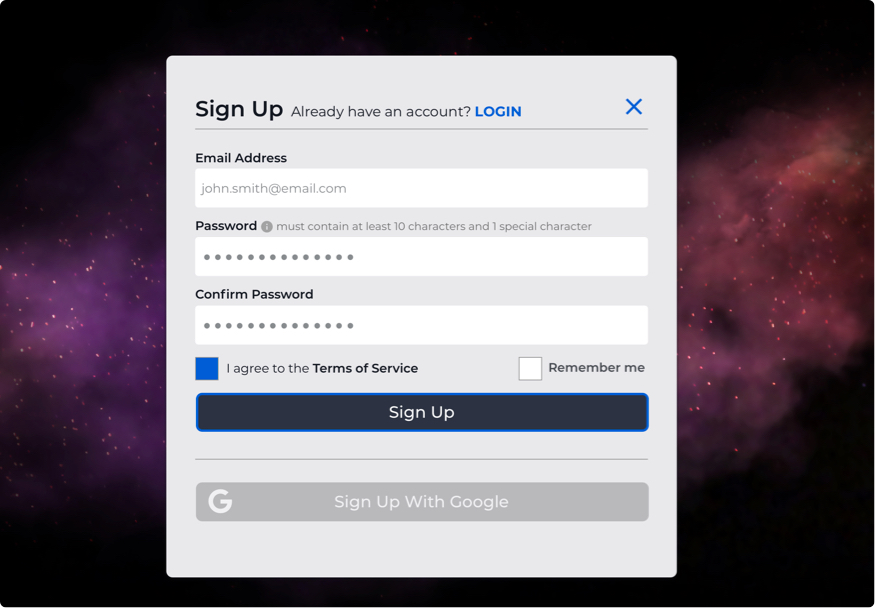 Sign Up Already have an account? LOGIN
Email Address
john.smith@email.com
Password i must contain at least 10 characters and 1 special character
••••••••••••••
Confirm Password
••••••••••••••
I agree to the Terms of Service Remember me
Sign Up
G Sign Up With Google